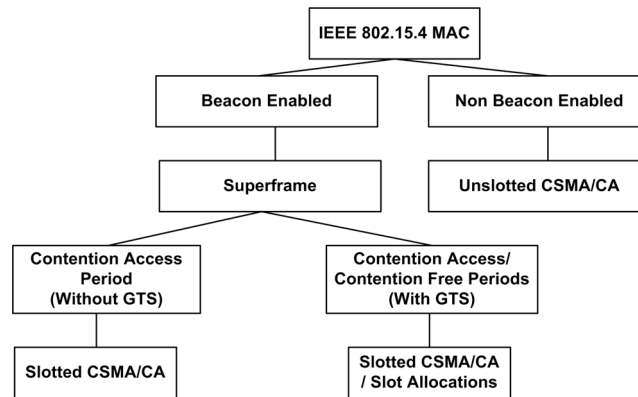 IEEE 802.15.4 MAC
Beacon Enabled
Non Beacon Enabled
Superframe
Unslotted CSMA/CA
Contention Access
Period
(Without GTS)
Contention Access/
Contention Free Periods
(With GTS)
Slotted CSMA/CA
Slotted CSMA/CA
/ Slot Allocations